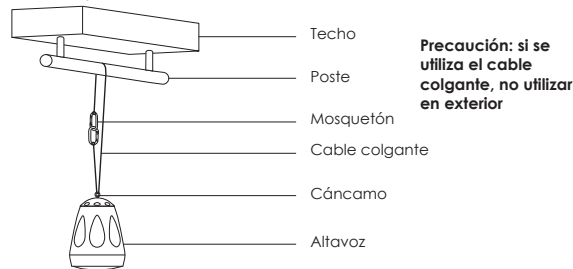 Techo
Poste
Mosquetón
Cable colgante
Cáncamo
Altavoz
Precaución: si se
utiliza el cable
colgante, no utilizar
en exterior